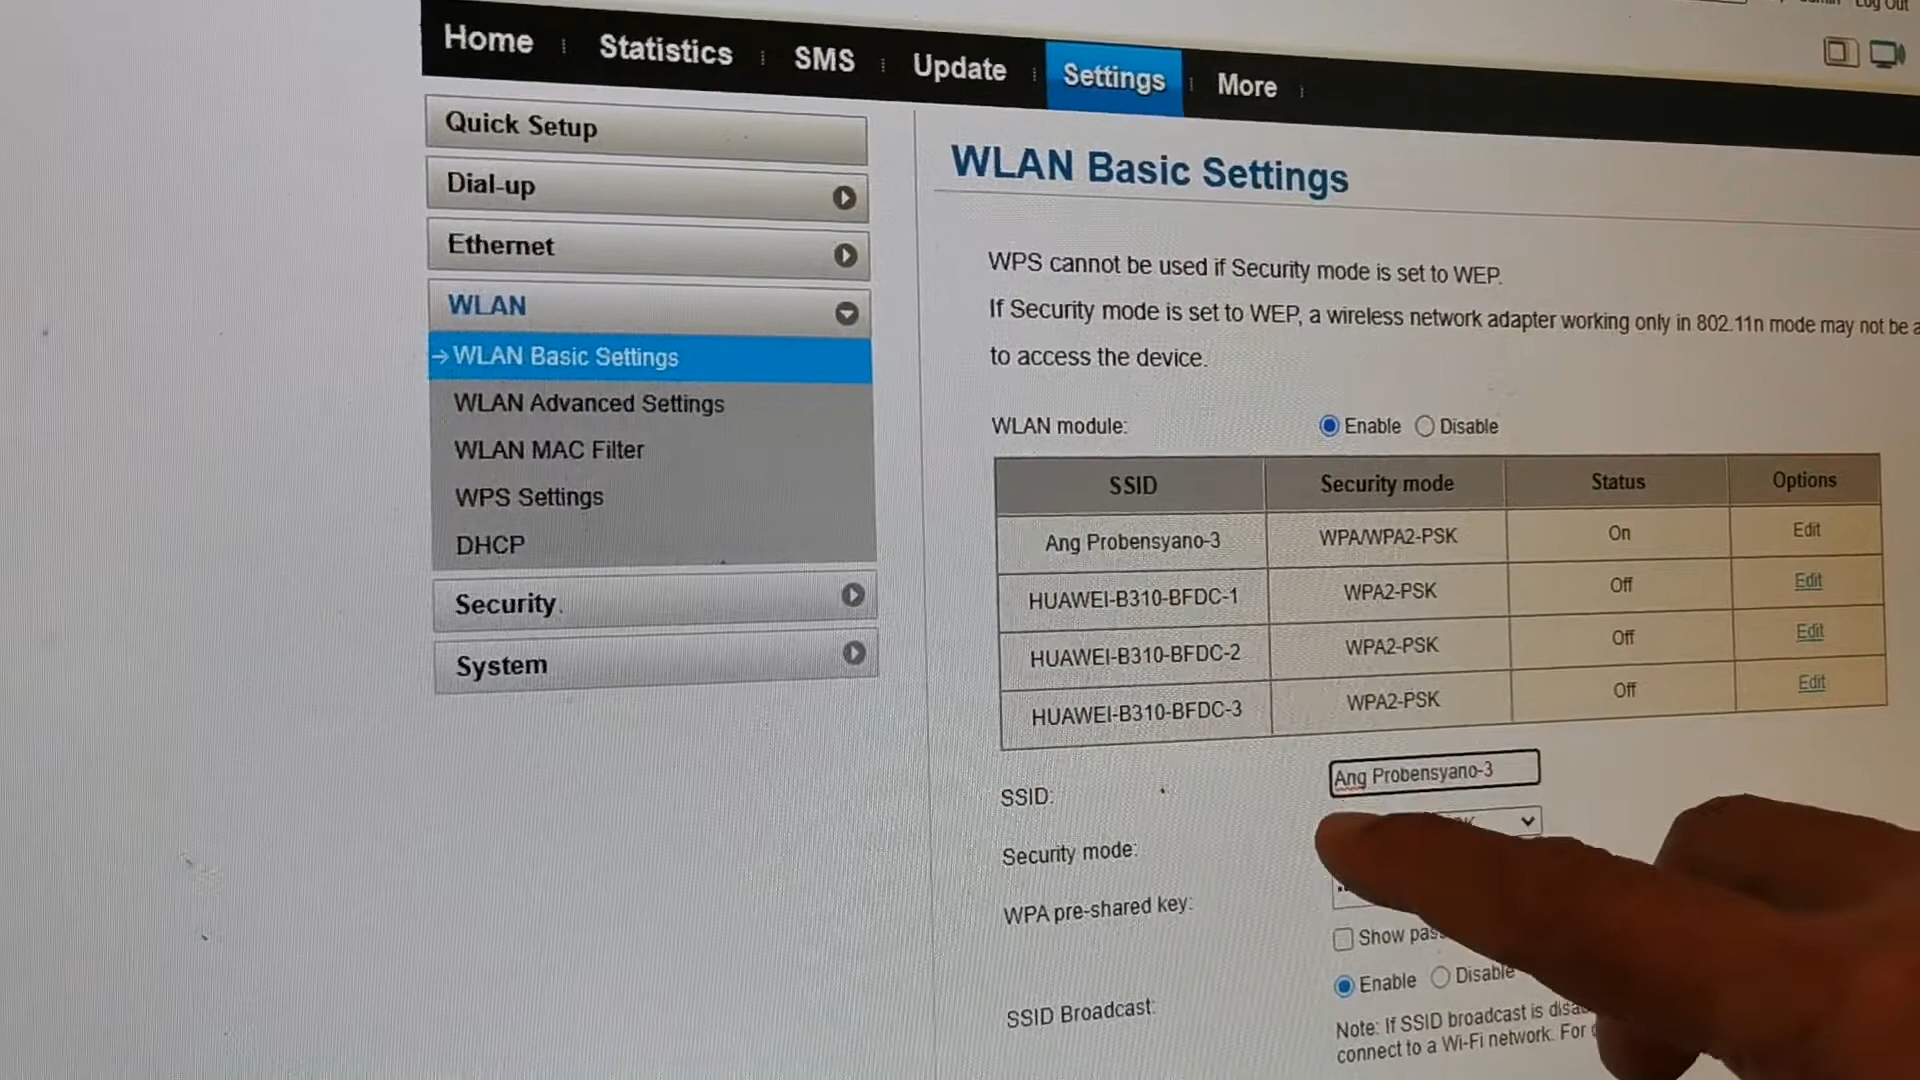 Log Out
Home Statistics SMS Update Settings More
Quick Setup
Dial-up
Ethernet
WLAN
WLAN Basic Settings
WLAN Advanced Settings
WLAN MAC Filter
WPS Settings
DHCP
Security
System
WLAN Basic Settings
WPS cannot be used if Security mode is set to WEP.
If Security mode is set to WEP, a wireless network adapter working only in 802.11n mode may not be
to access the device.
WLAN module: Enable Disable
SSID Security mode Status Options
Ang Probensyano-3 WPA/WPA2-PSK On Edit
HUAWEI-B310-BFDC-1 WPA2-PSK Off Edit
HUAWEI-B310-BFDC-2 WPA2-PSK Off Edit
HUAWEI-B310-BFDC-3 WPA2-PSK Off Edit
SSID: Ang Probensyano-3
Security mode:
WPA pre-shared key:
Show
SSID Broadcast: Enable Disable
Note: If SSID broadcast is
connect to a Wi-Fi network. For